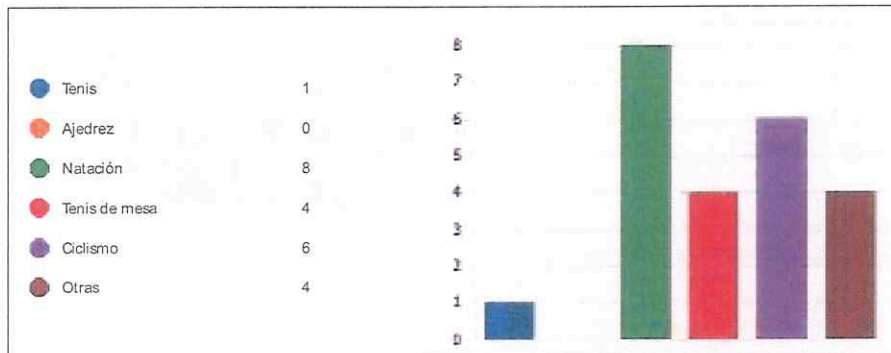 Tenis 1
Ajedrez 0
Natación 8
Tenis de mesa 4
Ciclismo 6
Otras 4
8
7
6
5
4
3
2
1
0